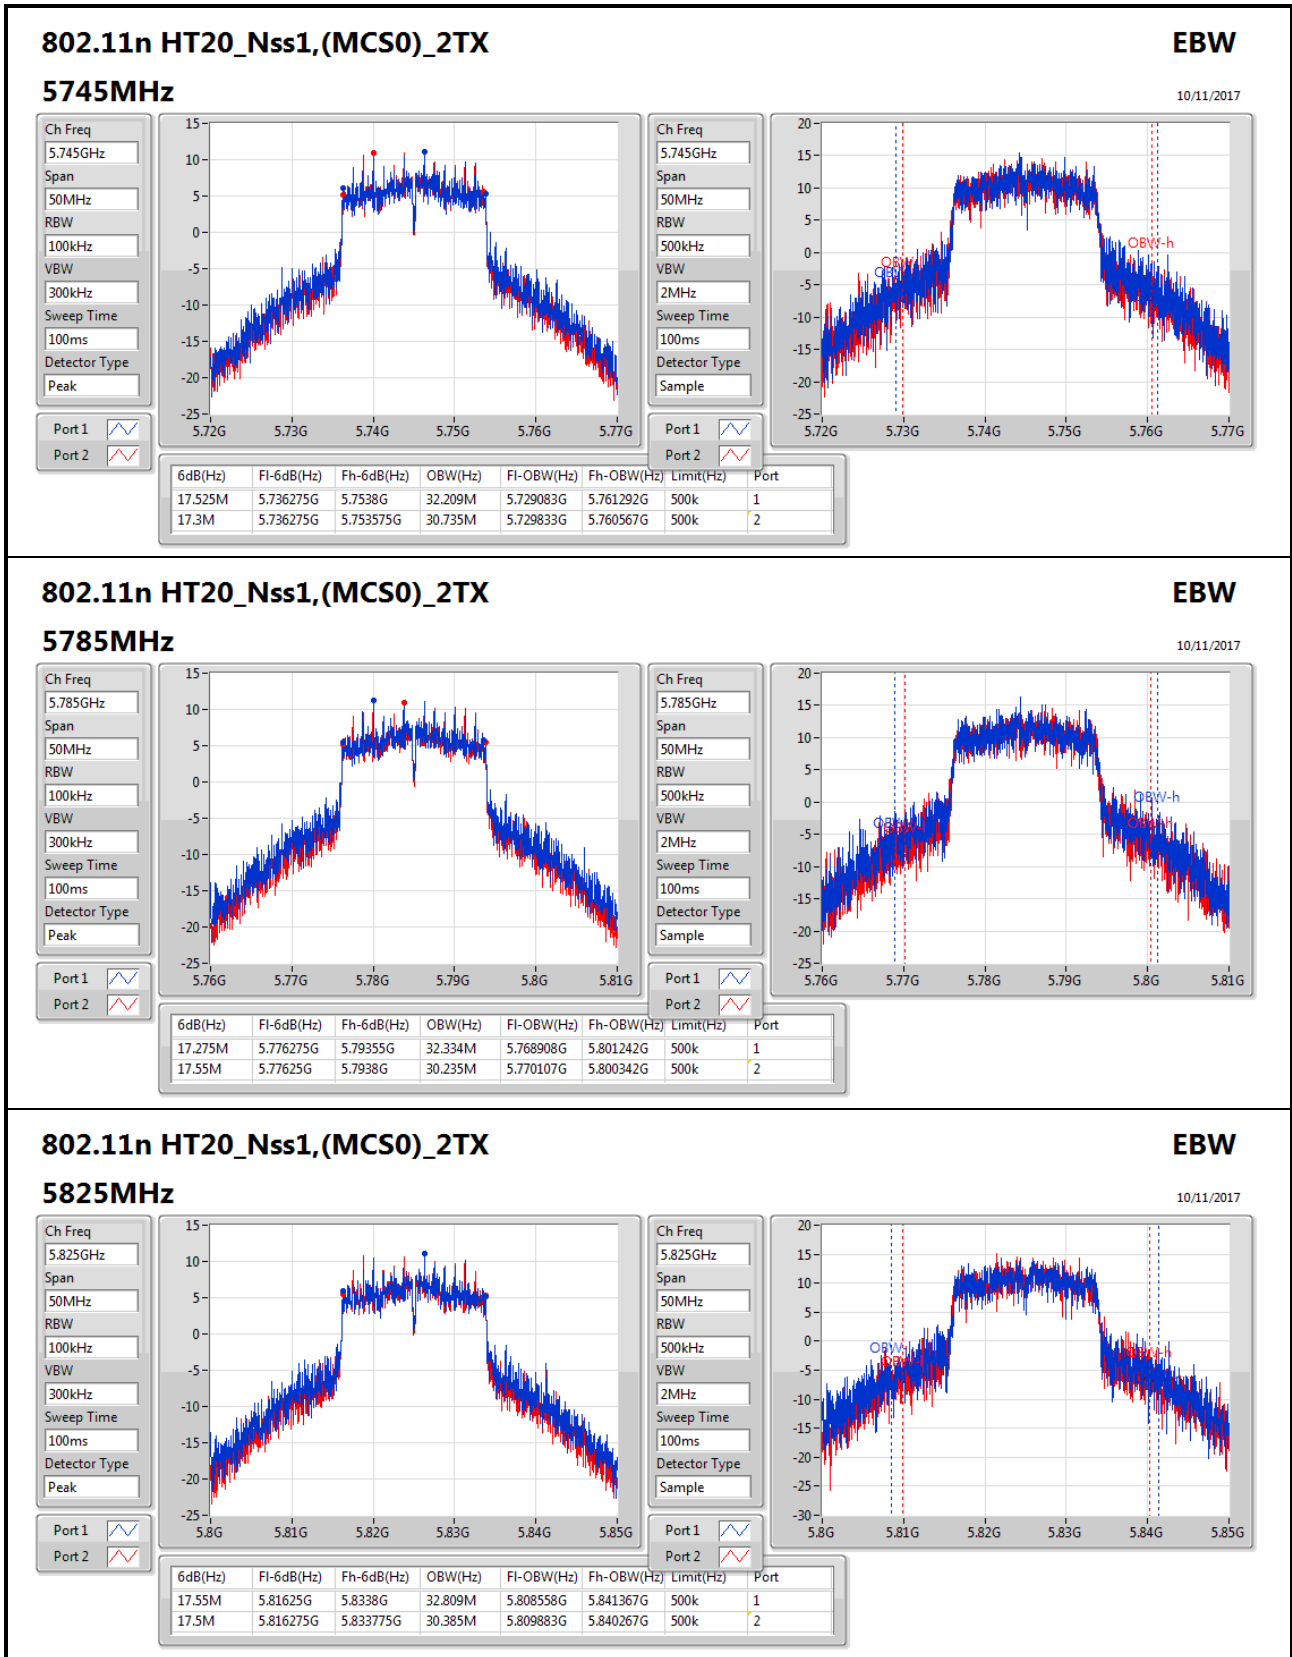 802.11n HT20_Nss1,(MCS0)_2TX EBW
5745MHz 10/11/2017
Ch Freq
5.745GHz
Span
50MHz
RBW
100kHz
VBW
300kHz
Sweep Time
100ms
Detector Type
Peak
Port 1
Port 2
15
10
5
0
-5
-10
-15
-20
-25
5.72G 5.73G 5.74G 5.75G 5.76G 5.77G
Ch Freq
5.745GHz
Span
50MHz
RBW
500kHz
VBW
2MHz
Sweep Time
100ms
Detector Type
Sample
Port 1
Port 2
20
15
10
5
0
-5
-10
-15
-20
-25
OBW-h
5.72G 5.73G 5.74G 5.75G 5.76G 5.77G
6dB(Hz) Fl-6dB(Hz) Fh-6dB(Hz) OBW(Hz) Fl-OBW(Hz) Fh-OBW(Hz) Limit(Hz) Port
17.525M 5.736275G 5.7538G 32.209M 5.729083G 5.761292G 500k 1
17.3M 5.736275G 5.753575G 30.735M 5.729833G 5.760567G 500k 2
802.11n HT20_Nss1,(MCS0)_2TX EBW
5785MHz 10/11/2017
Ch Freq
5.785GHz
Span
50MHz
RBW
100kHz
VBW
300kHz
Sweep Time
100ms
Detector Type
Peak
Port 1
Port 2
15
10
5
0
-5
-10
-15
-20
-25
5.76G 5.77G 5.78G 5.79G 5.8G 5.81G
Ch Freq
5.785GHz
Span
50MHz
RBW
500kHz
VBW
2MHz
Sweep Time
100ms
Detector Type
Sample
Port 1
Port 2
20
15
10
5
0
-5
-10
-15
-20
-25
OBW-h
OBW-h
5.76G 5.77G 5.78G 5.79G 5.8G 5.81G
6dB(Hz) Fl-6dB(Hz) Fh-6dB(Hz) OBW(Hz) Fl-OBW(Hz) Fh-OBW(Hz) Limit(Hz) Port
17.275M 5.776275G 5.79355G 32.334M 5.768908G 5.801242G 500k 1
17.55M 5.77625G 5.7938G 30.235M 5.770107G 5.800342G 500k 2
802.11n HT20_Nss1,(MCS0)_2TX EBW
5825MHz 10/11/2017
Ch Freq
5.825GHz
Span
50MHz
RBW
100kHz
VBW
300kHz
Sweep Time
100ms
Detector Type
Peak
Port 1
Port 2
15
10
5
0
-5
-10
-15
-20
-25
5.8G 5.81G 5.82G 5.83G 5.84G 5.85G
Ch Freq
5.825GHz
Span
50MHz
RBW
500kHz
VBW
2MHz
Sweep Time
100ms
Detector Type
Sample
Port 1
Port 2
20
15
10
5
0
-5
-10
-15
-20
-25
-30
5.8G 5.81G 5.82G 5.83G 5.84G 5.85G
6dB(Hz) Fl-6dB(Hz) Fh-6dB(Hz) OBW(Hz) Fl-OBW(Hz) Fh-OBW(Hz) Limit(Hz) Port
17.55M 5.81625G 5.8338G 32.809M 5.808558G 5.841367G 500k 1
17.5M 5.816275G 5.833775G 30.385M 5.809883G 5.840267G 500k 2